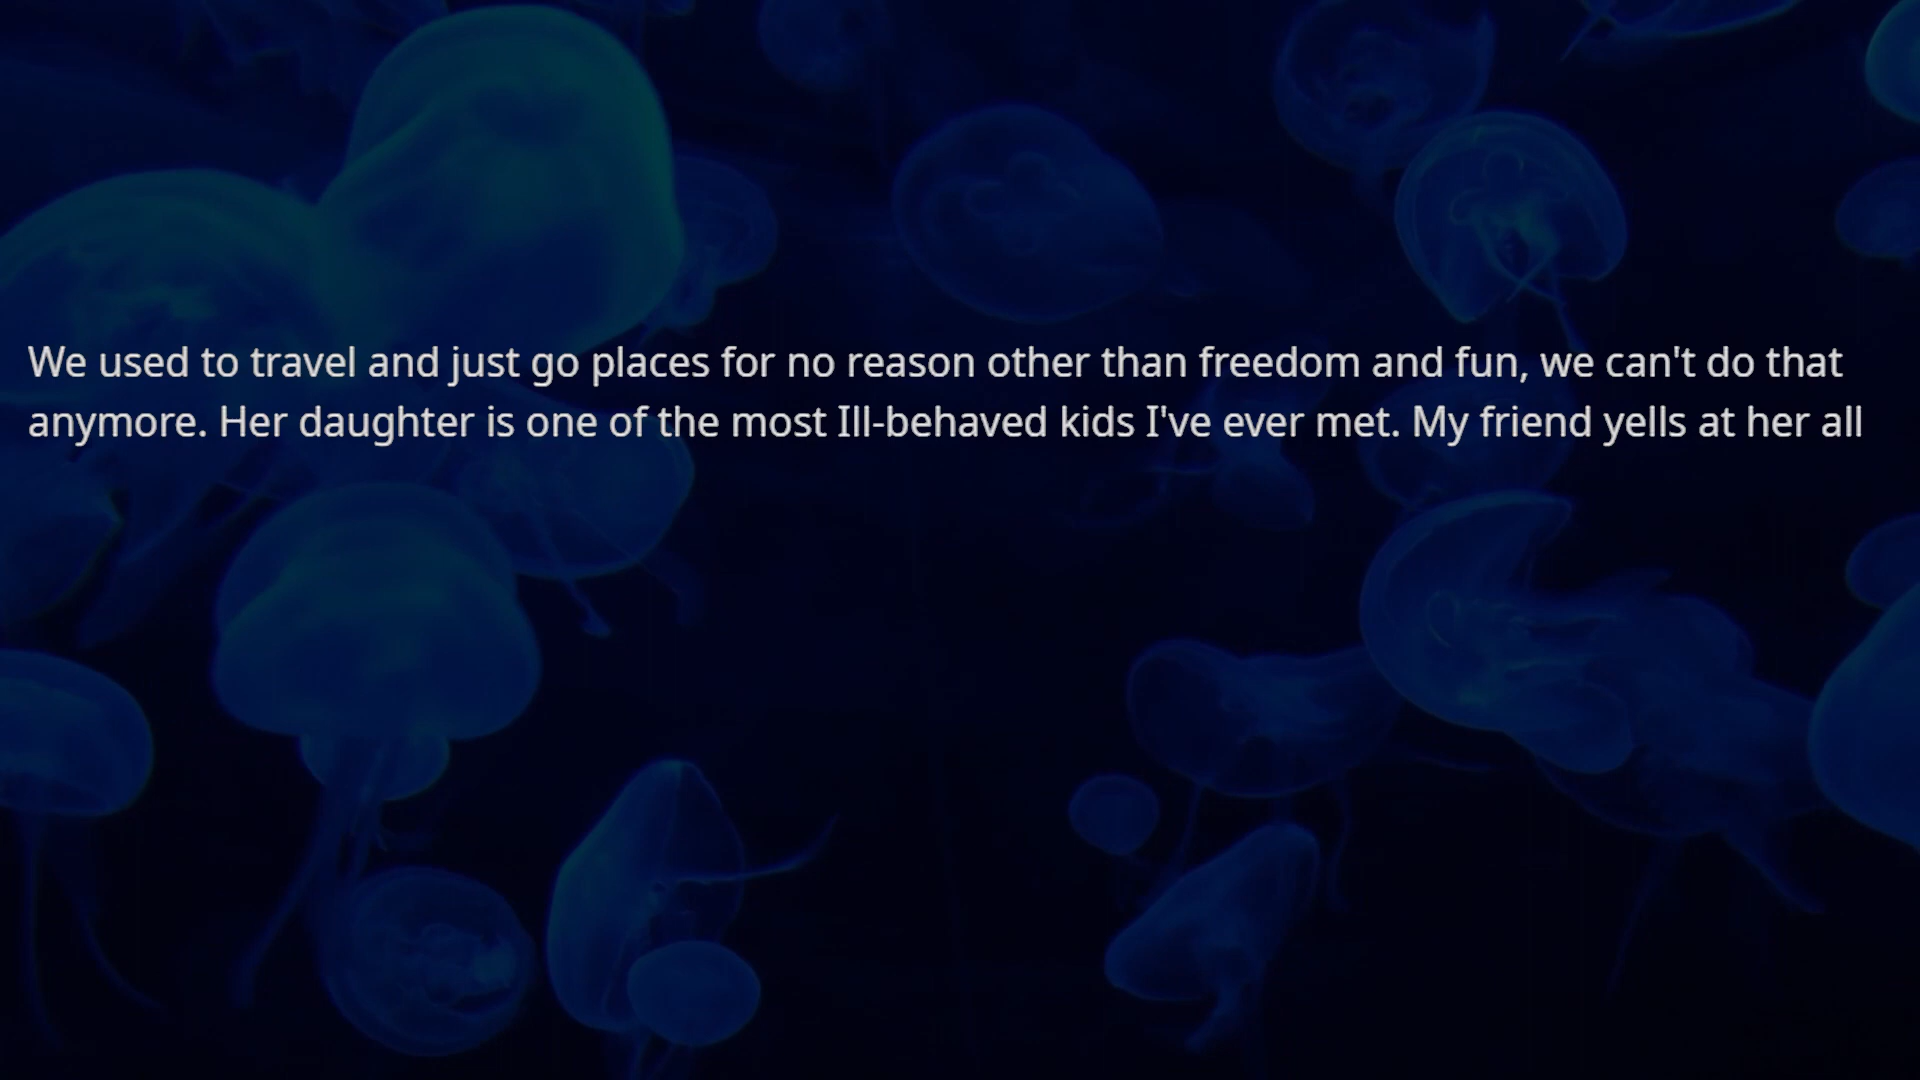 We used to travel and just go places for no reason other than freedom and fun, we can't do that
anymore. Her daughter is one of the most Ill-behaved kids I've ever met. My friend yells at her all